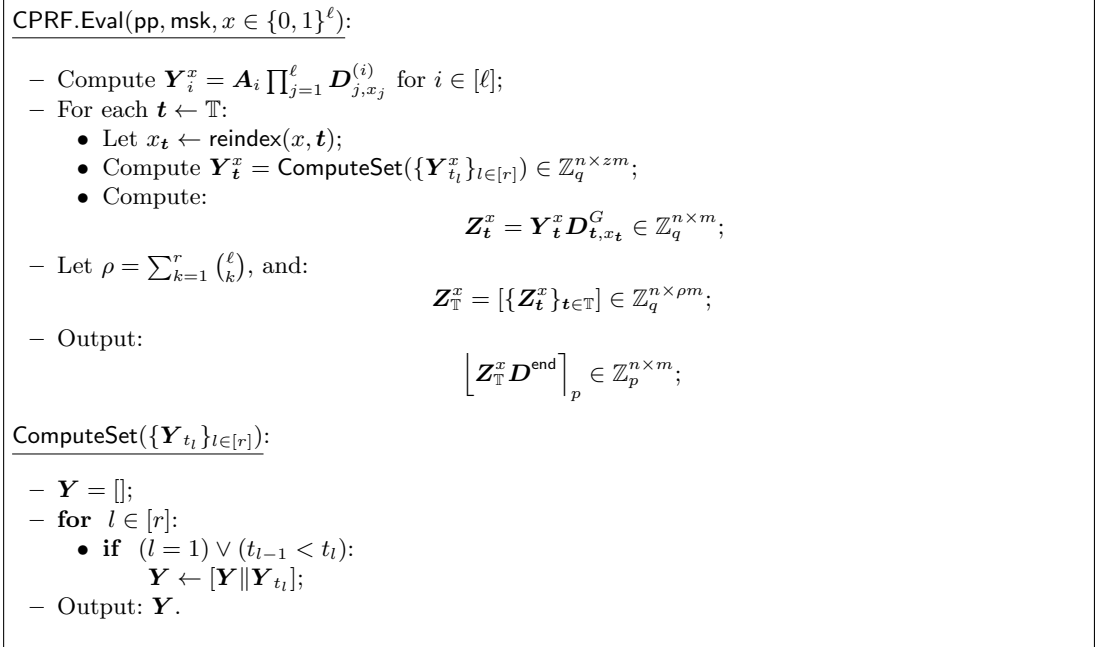 CPRF.Eval(pp, msk, x ∈ {0, 1}^ℓ):
– Compute Y_i^x = A_i ∏_{j=1}^ℓ D_{j,x_j}^{(i)} for i ∈ [ℓ];
– For each t ← 𝕋:
• Let x_t ← reindex(x, t);
• Compute Y_t^x = ComputeSet({Y_{t_l}^x}_{l∈[r]}) ∈ ℤ_q^{n×zm};
• Compute:
Z_t^x = Y_t^x D_{t,x_t}^G ∈ ℤ_q^{n×m};
– Let ρ = ∑_{k=1}^r (ℓ choose k), and:
Z_𝕋^x = [{Z_t^x}_{t∈𝕋}] ∈ ℤ_q^{n×ρm};
– Output:
⌊Z_𝕋^x D^{end}⌉_p ∈ ℤ_p^{n×m};
ComputeSet({Y_{t_l}}_{l∈[r]}):
– Y = [];
– for l ∈ [r]:
• if (l = 1) ∨ (t_{l−1} < t_l):
Y ← [Y‖Y_{t_l}];
– Output: Y.